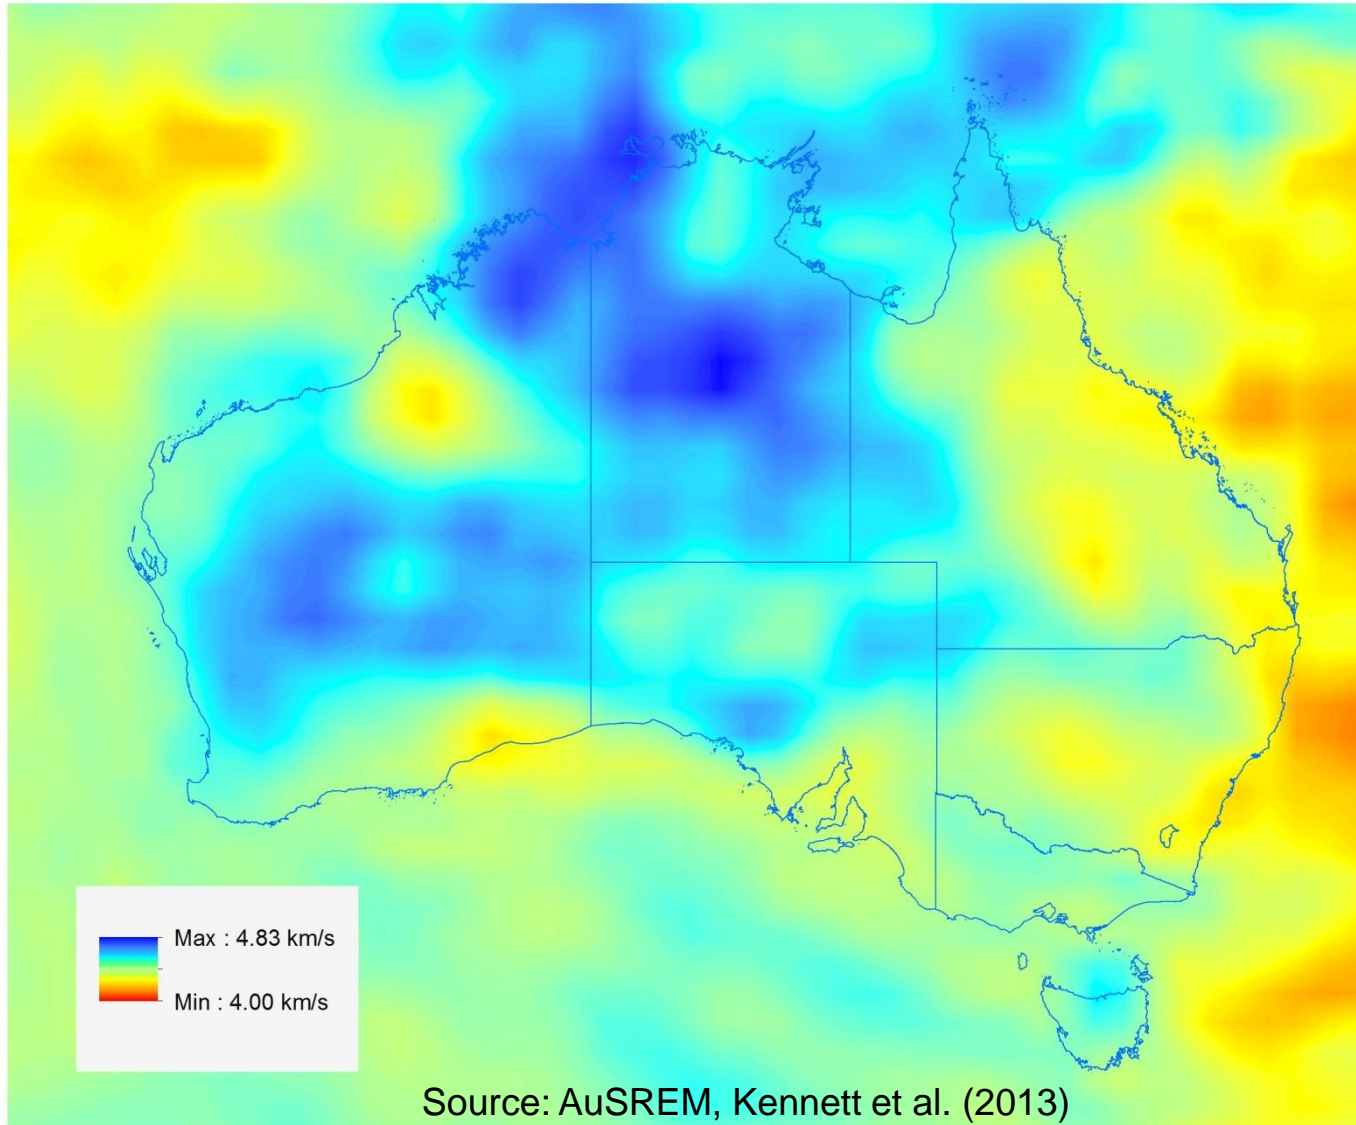 Max : 4.83 km/s
Min : 4.00 km/s
Source: AuSREM, Kennett et al. (2013)